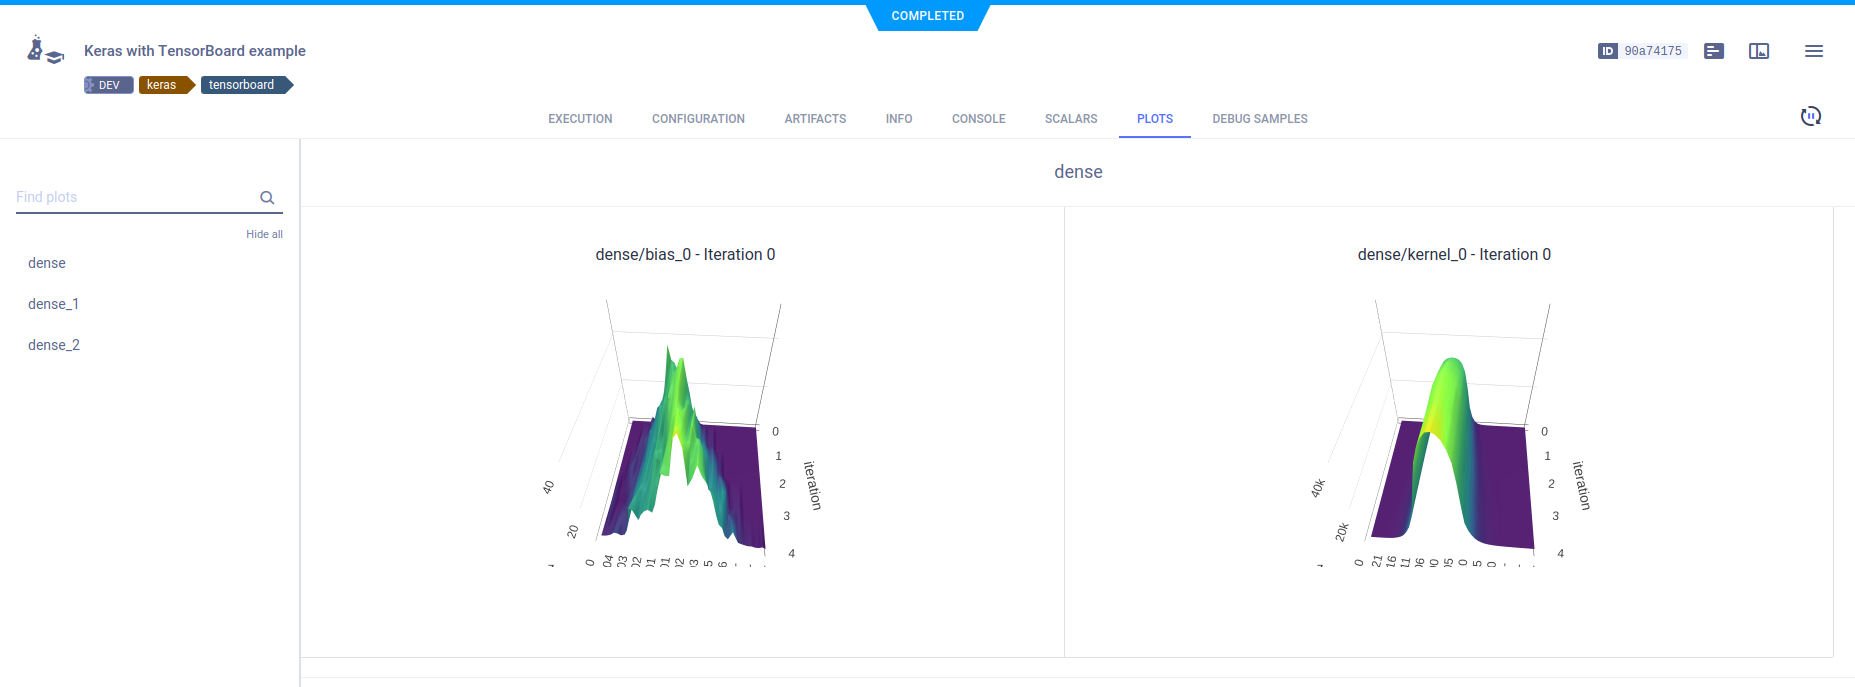 COMPLETED
Keras with TensorBoard example
ID 90a74175
DEV keras tensorboard
EXECUTION CONFIGURATION ARTIFACTS INFO CONSOLE SCALARS PLOTS DEBUG SAMPLES
dense
Find plots
Hide all
dense
dense_1
dense_2
dense/bias_0 - Iteration 0
40
20
0
0
1
2
3
4
iteration
dense/kernel_0 - Iteration 0
40k
20k
0
0
1
2
3
4
iteration